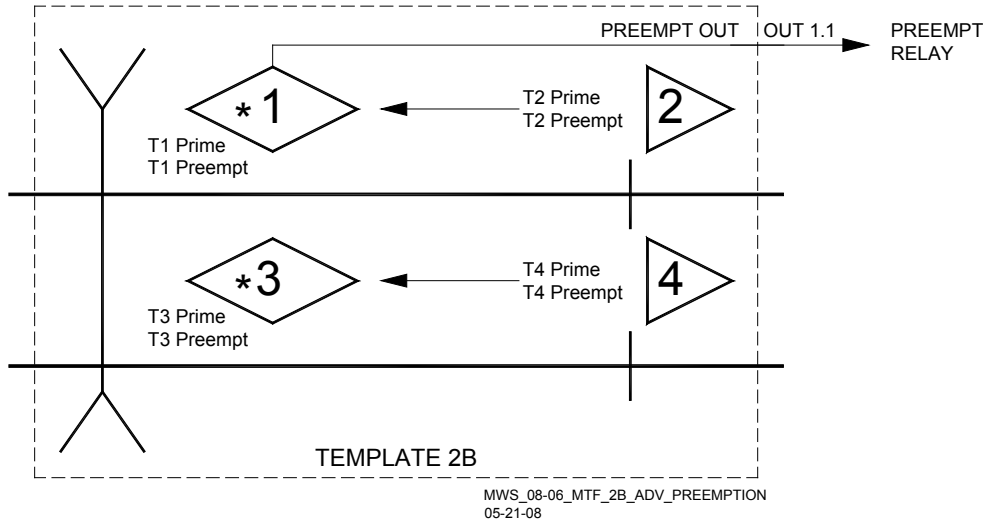 PREEMPT OUT OUT 1.1 PREEMPT
RELAY
*1
T2 Prime
T2 Preempt
2
T1 Prime
T1 Preempt
*3
T4 Prime
T4 Preempt
4
T3 Prime
T3 Preempt
TEMPLATE 2B
MWS_08-06_MTF_2B_ADV_PREEMPTION
05-21-08